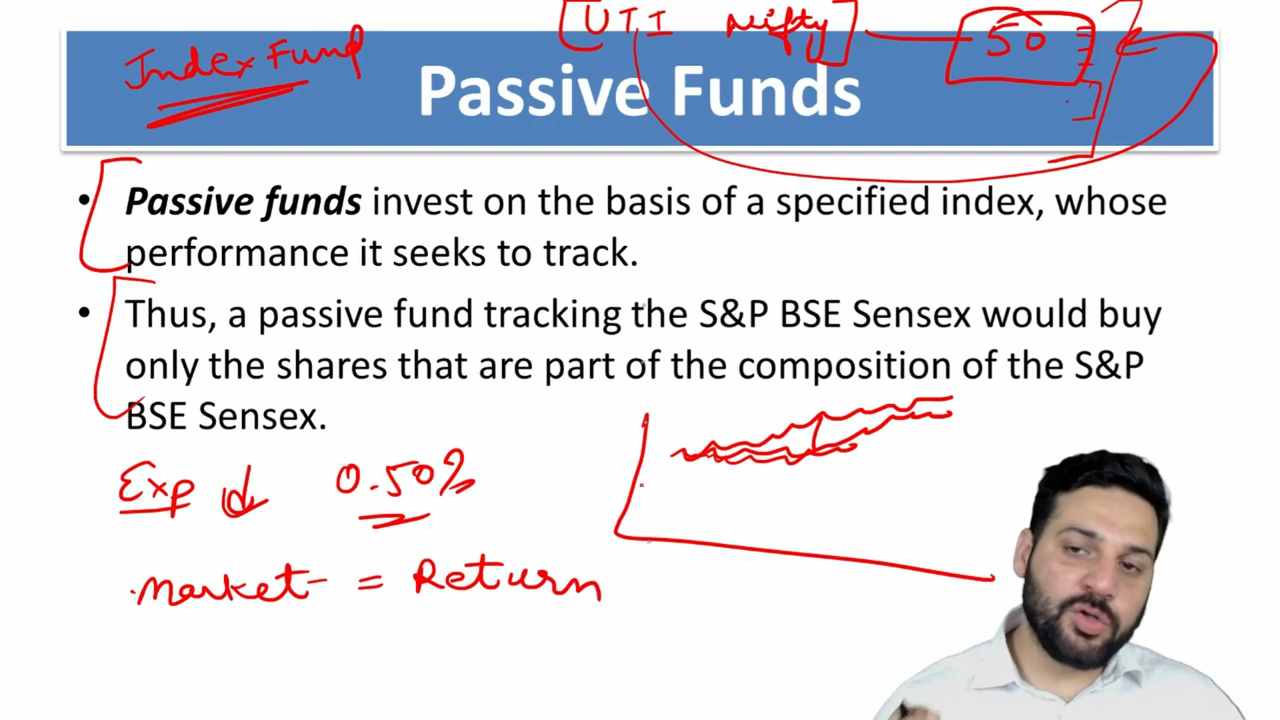 [UTI Nifty] 50
Index Fund
Passive Funds
• Passive funds invest on the basis of a specified index, whose
performance it seeks to track.
• Thus, a passive fund tracking the S&P BSE Sensex would buy
only the shares that are part of the composition of the S&P
BSE Sensex.
Exp ↓ 0.50%
Market = Return